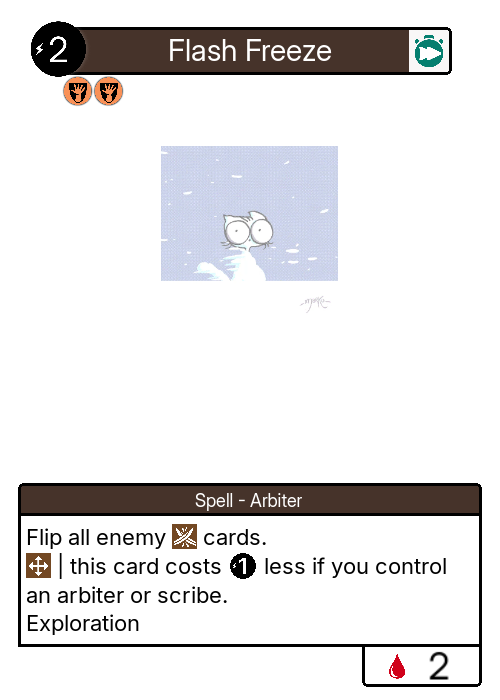 2 Flash Freeze
Spell - Arbiter
Flip all enemy cards.
| this card costs 1 less if you control
an arbiter or scribe.
Exploration
2